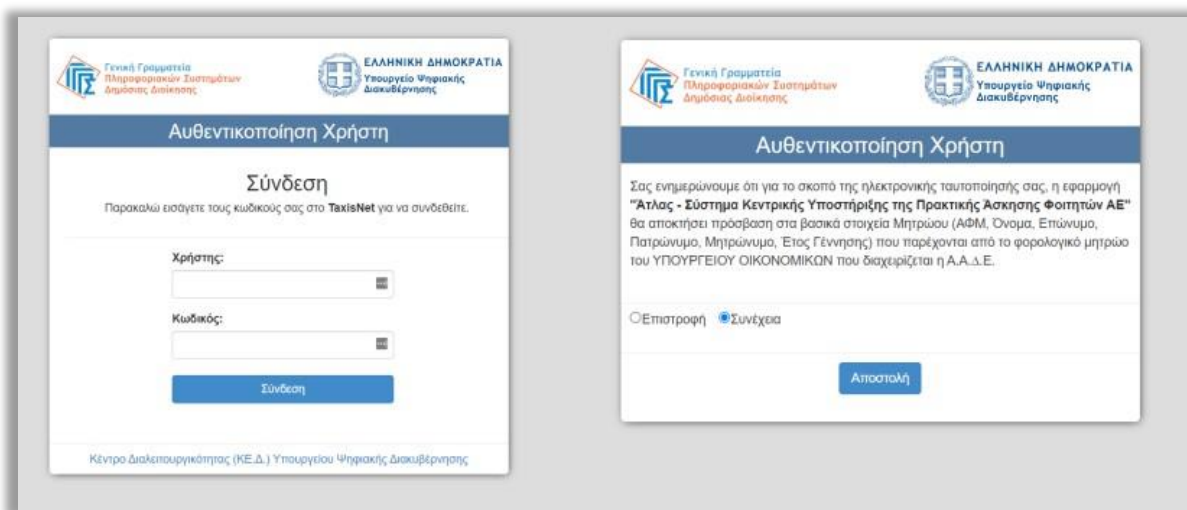 Γενική Γραμματεία
Πληροφοριακών Συστημάτων
Δημόσιας Διοίκησης
ΕΛΛΗΝΙΚΗ ΔΗΜΟΚΡΑΤΙΑ
Υπουργείο Ψηφιακής
Διακυβέρνησης
Αυθεντικοποίηση Χρήστη
Σύνδεση
Παρακαλώ εισάγετε τους κωδικούς σας στο TaxisNet για να συνδεθείτε.
Χρήστης:
Κωδικός:
Σύνδεση
Κέντρο Διαλειτουργικότητας (ΚΕ.Δ.) Υπουργείου Ψηφιακής Διακυβέρνησης
Γενική Γραμματεία
Πληροφοριακών Συστημάτων
Δημόσιας Διοίκησης
ΕΛΛΗΝΙΚΗ ΔΗΜΟΚΡΑΤΙΑ
Υπουργείο Ψηφιακής
Διακυβέρνησης
Αυθεντικοποίηση Χρήστη
Σας ενημερώνουμε ότι για το σκοπό της ηλεκτρονικής ταυτοποίησής σας, η εφαρμογή
"Άτλας - Σύστημα Κεντρικής Υποστήριξης της Πρακτικής Άσκησης Φοιτητών ΑΕ"
θα αποκτήσει πρόσβαση στα βασικά στοιχεία Μητρώου (ΑΦΜ, Όνομα, Επώνυμο,
Πατρώνυμο, Μητρώνυμο, Έτος Γέννησης) που παρέχονται από το φορολογικό μητρώο
του ΥΠΟΥΡΓΕΙΟΥ ΟΙΚΟΝΟΜΙΚΩΝ που διαχειρίζεται η Α.Α.Δ.Ε.
Επιστροφή Συνέχεια
Αποστολή